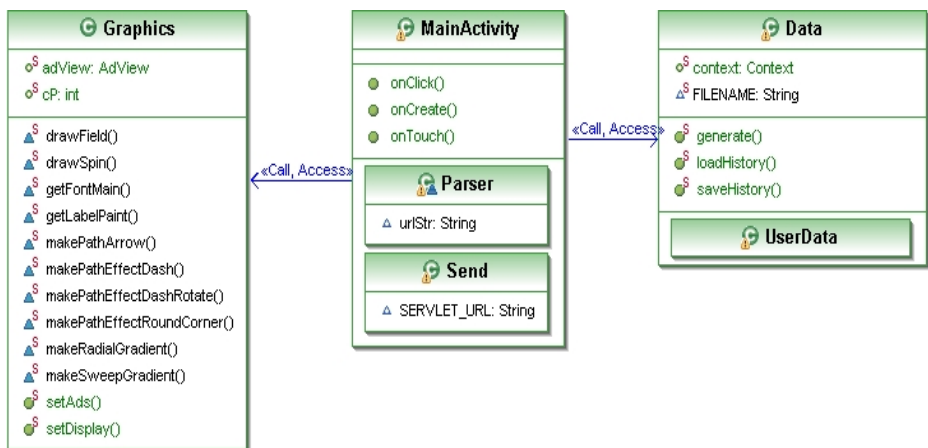 Graphics
adView: AdView
cP: int
drawField()
drawSpin()
getFontMain()
getLabelPaint()
makePathArrow()
makePathEffectDash()
makePathEffectDashRotate()
makePathEffectRoundCorner()
makeRadialGradient()
makeSweepGradient()
setAds()
setDisplay()
«Call, Access»
MainActivity
onClick()
onCreate()
onTouch()
Parser
urlStr: String
Send
SERVLET_URL: String
«Call, Access»
Data
context: Context
FILENAME: String
generate()
loadHistory()
saveHistory()
UserData